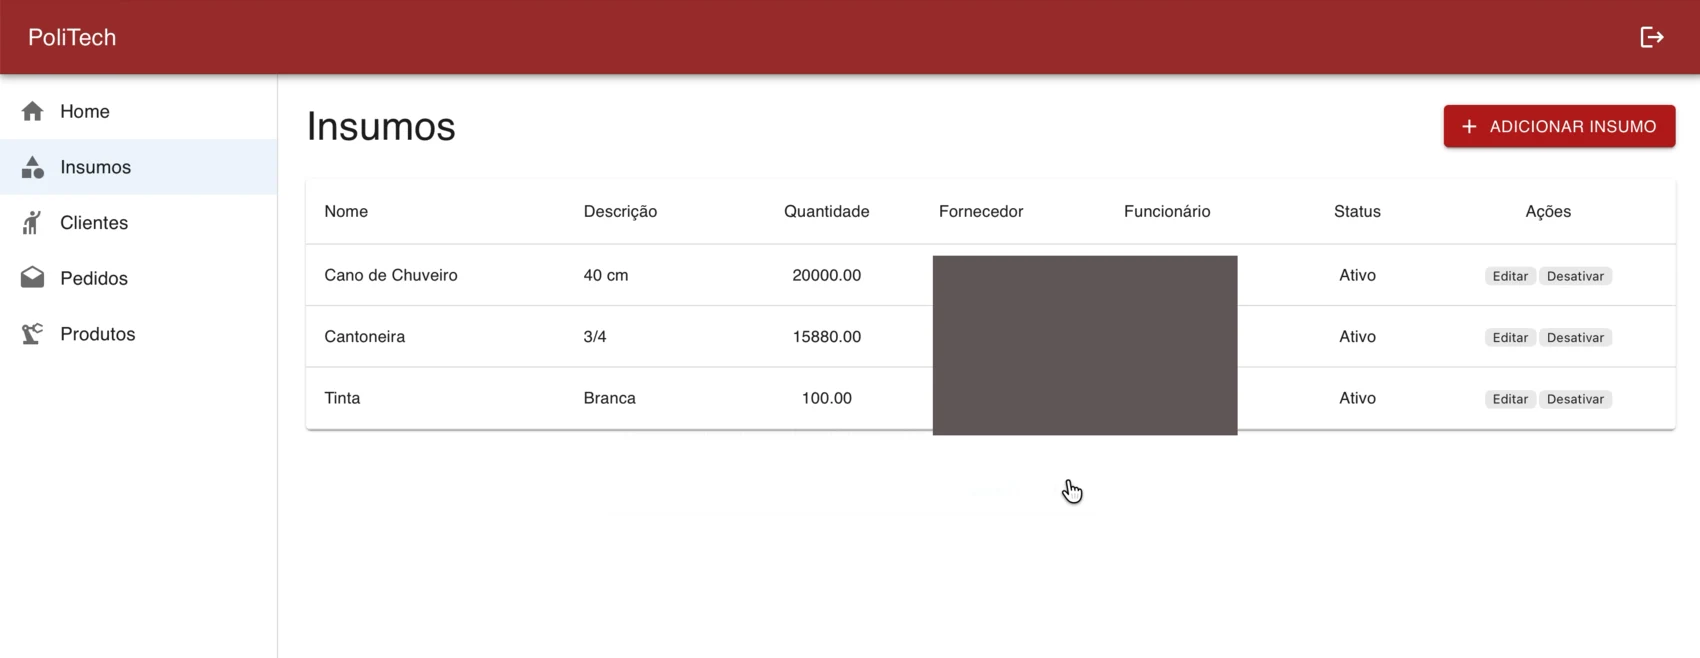 PoliTech
Home
Insumos
Clientes
Pedidos
Produtos
Insumos
+ ADICIONAR INSUMO
Nome Descrição Quantidade Fornecedor Funcionário Status Ações
Cano de Chuveiro 40 cm 20000.00 Ativo Editar Desativar
Cantoneira 3/4 15880.00 Ativo Editar Desativar
Tinta Branca 100.00 Ativo Editar Desativar